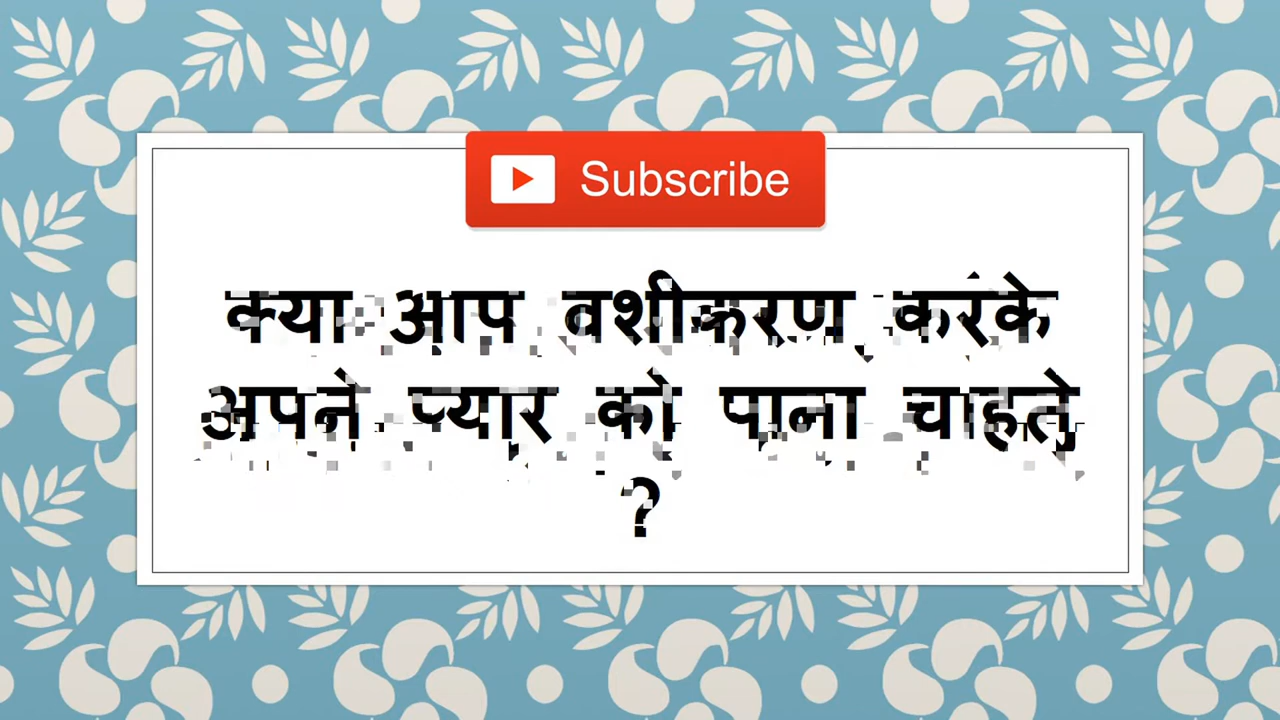 Subscribe
क्या आप वशीकरण करके
अपने प्यार को पाना चाहते
?